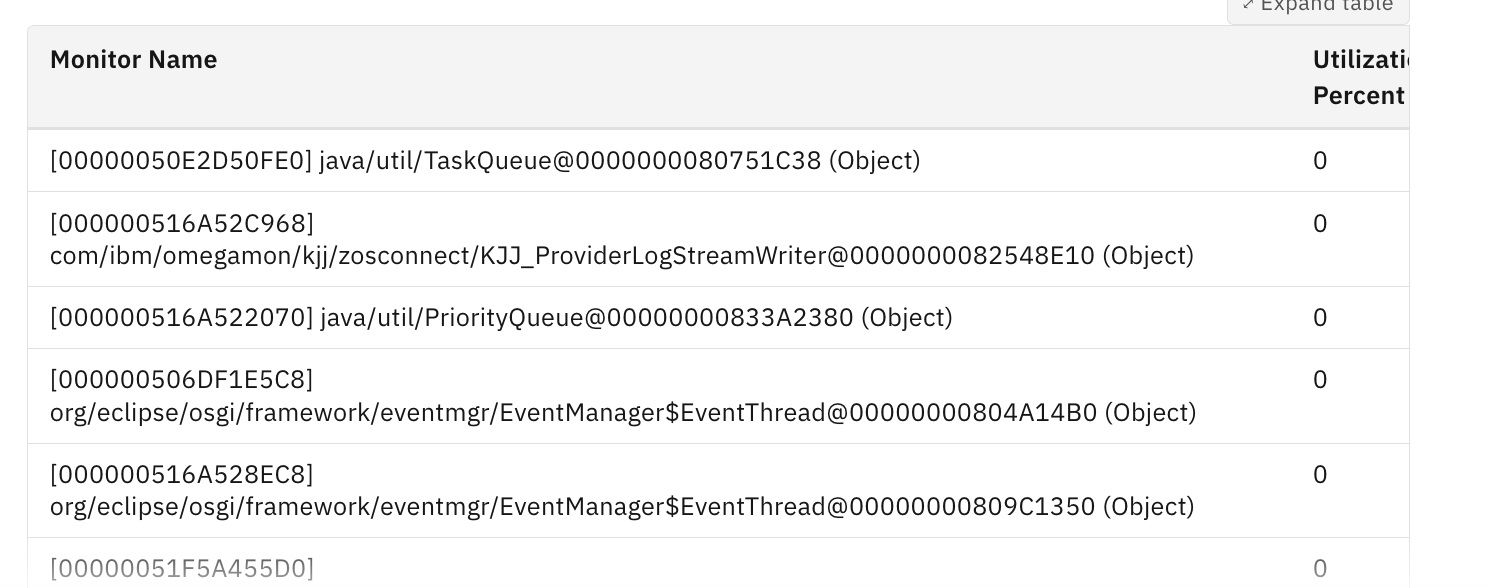 Expand table
Monitor Name
Utilizati
Percent
[00000050E2D50FE0] java/util/TaskQueue@0000000080751C38 (Object)
0
[000000516A52C968]
com/ibm/omegamon/kjj/zosconnect/KJJ_ProviderLogStreamWriter@0000000082548E10 (Object)
0
[000000516A522070] java/util/PriorityQueue@00000000833A2380 (Object)
0
[000000506DF1E5C8]
org/eclipse/osgi/framework/eventmgr/EventManager$EventThread@00000000804A14B0 (Object)
0
[000000516A528EC8]
org/eclipse/osgi/framework/eventmgr/EventManager$EventThread@00000000809C1350 (Object)
0
[00000051F5A455D0]
0